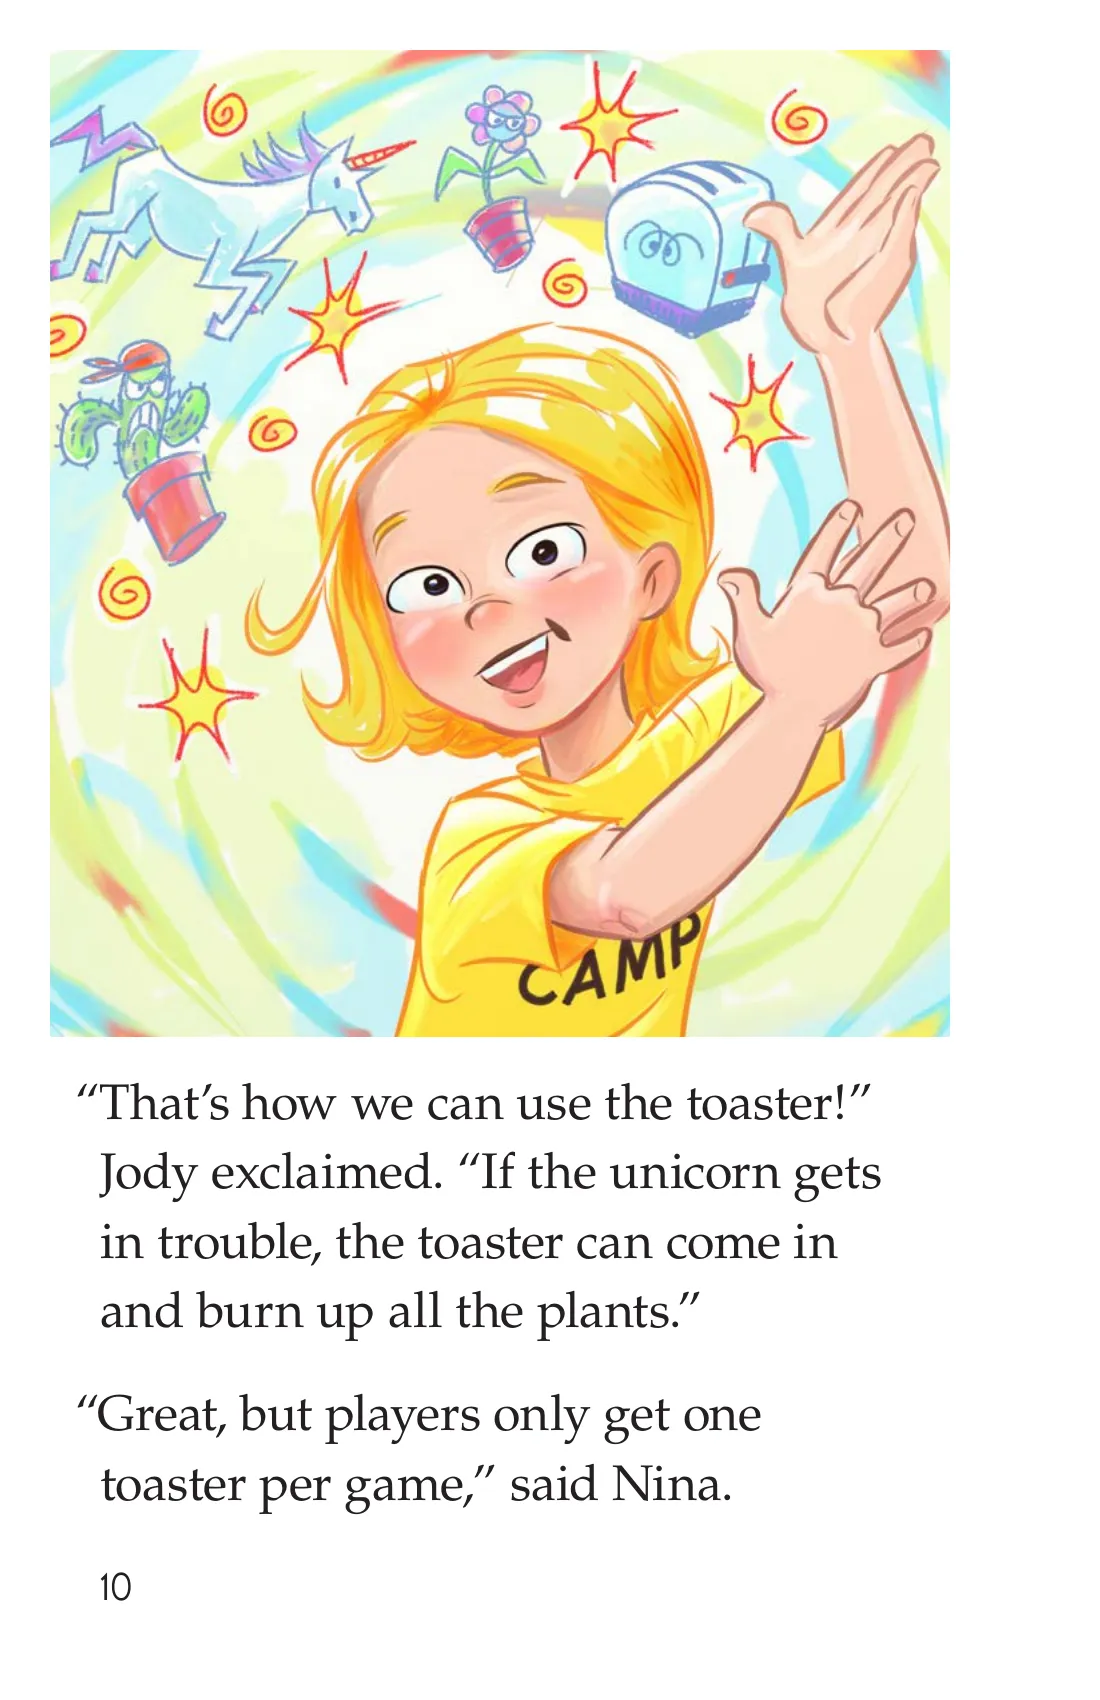 CAMP
“That’s how we can use the toaster!”
Jody exclaimed. “If the unicorn gets
in trouble, the toaster can come in
and burn up all the plants.”
“Great, but players only get one
toaster per game,” said Nina.
10